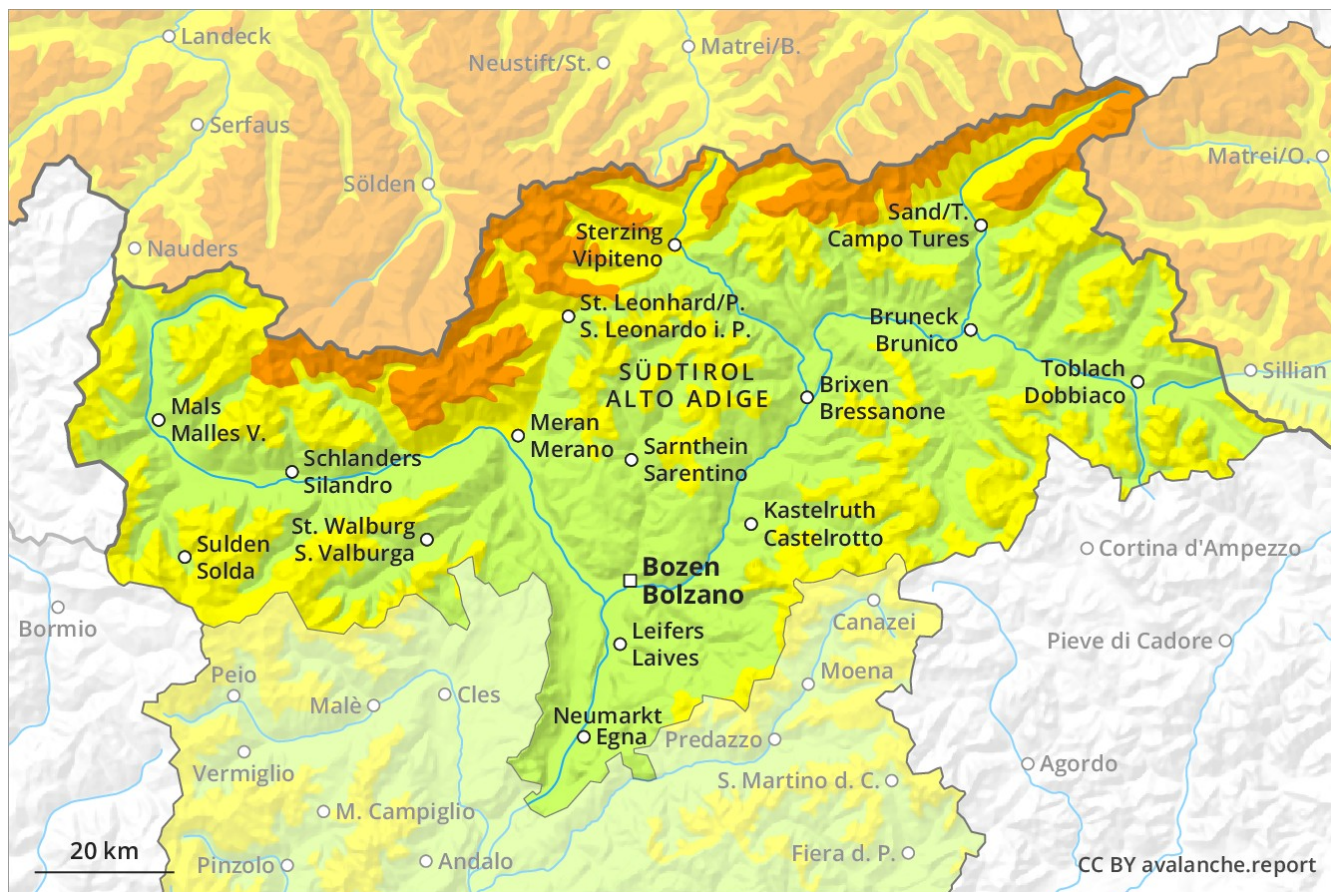 Landeck
Matrei/B.
Neustift/St.
Serfaus
Matrei/O.
Sölden
Nauders
Sand/T.
Campo Tures
Sterzing
Vipiteno
St. Leonhard/P.
S. Leonardo i. P.
Bruneck
Brunico
SÜDTIROL
ALTO ADIGE
Toblach
Dobbiaco
Sillian
Brixen
Bressanone
Mals
Malles V.
Meran
Merano
Sarnthein
Sarentino
Schlanders
Silandro
Kastelruth
Castelrotto
St. Walburg
S. Valburga
Sulden
Solda
Cortina d'Ampezzo
Bozen
Bolzano
Bormio
Canazei
Leifers
Laives
Pieve di Cadore
Peio
Moena
Malè
Cles
Neumarkt
Egna
Predazzo
Vermiglio
Agordo
S. Martino d. C.
M. Campiglio
20 km
Pinzolo
Andalo
Fiera d. P.
CC BY avalanche.report